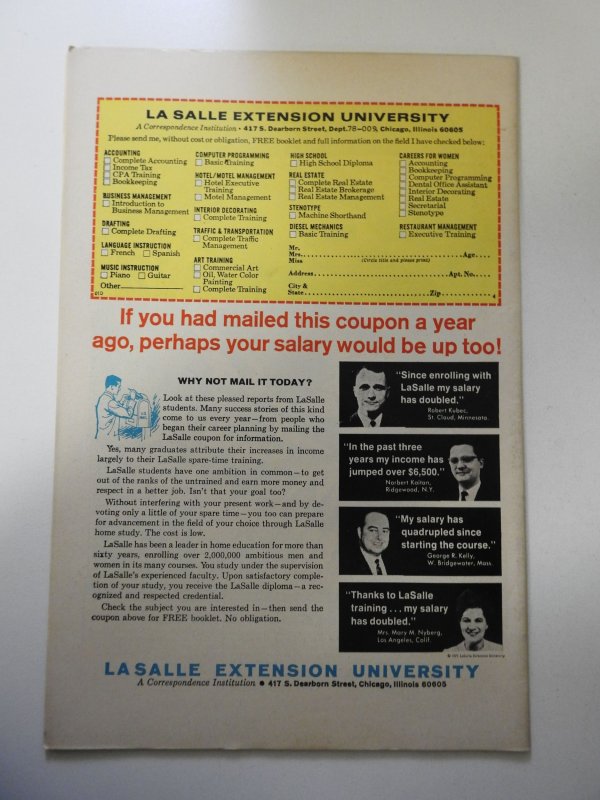 LA SALLE EXTENSION UNIVERSITY
A Correspondence Institution • 417 S. Dearborn Street, Dept. 78-009, Chicago, Illinois 60605
Please send me, without cost or obligation, FREE booklet and full information on the field I have checked below:
ACCOUNTING
Complete Accounting
Income Tax
CPA Training
Bookkeeping
BUSINESS MANAGEMENT
Introduction to
Business Management
DRAFTING
Complete Drafting
LANGUAGE INSTRUCTION
French Spanish
MUSIC INSTRUCTION
Piano Guitar
Other
COMPUTER PROGRAMMING
Basic Training
HOTEL/MOTEL MANAGEMENT
Hotel Executive
Training
Motel Management
INTERIOR DECORATING
Complete Training
TRAFFIC & TRANSPORTATION
Complete Traffic
Management
ART TRAINING
Commercial Art
Oil, Water Color
Painting
Complete Training
HIGH SCHOOL
High School Diploma
REAL ESTATE
Complete Real Estate
Real Estate Brokerage
Real Estate Management
STENOTYPE
Machine Shorthand
DIESEL MECHANICS
Basic Training
CAREERS FOR WOMEN
Accounting
Bookkeeping
Computer Programming
Dental Office Assistant
Interior Decorating
Real Estate
Secretarial
Stenotype
RESTAURANT MANAGEMENT
Executive Training
Mr.
Mrs. Age
Miss (Circle title and please print)
Address Apt. No.
City &
State Zip 4
If you had mailed this coupon a year
ago, perhaps your salary would be up too!
WHY NOT MAIL IT TODAY?
Look at these pleased reports from LaSalle
students. Many success stories of this kind
come to us every year—from people who
began their career planning by mailing the
LaSalle coupon for information.
Yes, many graduates attribute their increases in income
largely to their LaSalle spare-time training.
LaSalle students have one ambition in common—to get
out of the ranks of the untrained and earn more money and
respect in a better job. Isn't that your goal too?
Without interfering with your present work—and by de-
voting only a little of your spare time—you too can prepare
for advancement in the field of your choice through LaSalle
home study. The cost is low.
LaSalle has been a leader in home education for more than
sixty years, enrolling over 2,000,000 ambitious men and
women in its many courses. You study under the supervision
of LaSalle's experienced faculty. Upon satisfactory comple-
tion of your study, you receive the LaSalle diploma—a rec-
ognized and respected credential.
Check the subject you are interested in—then send the
coupon above for FREE booklet. No obligation.
"Since enrolling with
LaSalle my salary
has doubled."
Robert Kubec,
St. Cloud, Minnesota.
"In the past three
years my income has
jumped over $6,500."
Norbert Kaitan,
Ridgewood, N.Y.
"My salary has
quadrupled since
starting the course."
George R. Kelly,
W. Bridgewater, Mass.
"Thanks to LaSalle
training . . . my salary
has doubled."
Mrs. Mary M. Nyberg,
Los Angeles, Calif.
LASALLE EXTENSION UNIVERSITY
A Correspondence Institution • 417 S. Dearborn Street, Chicago, Illinois 60605